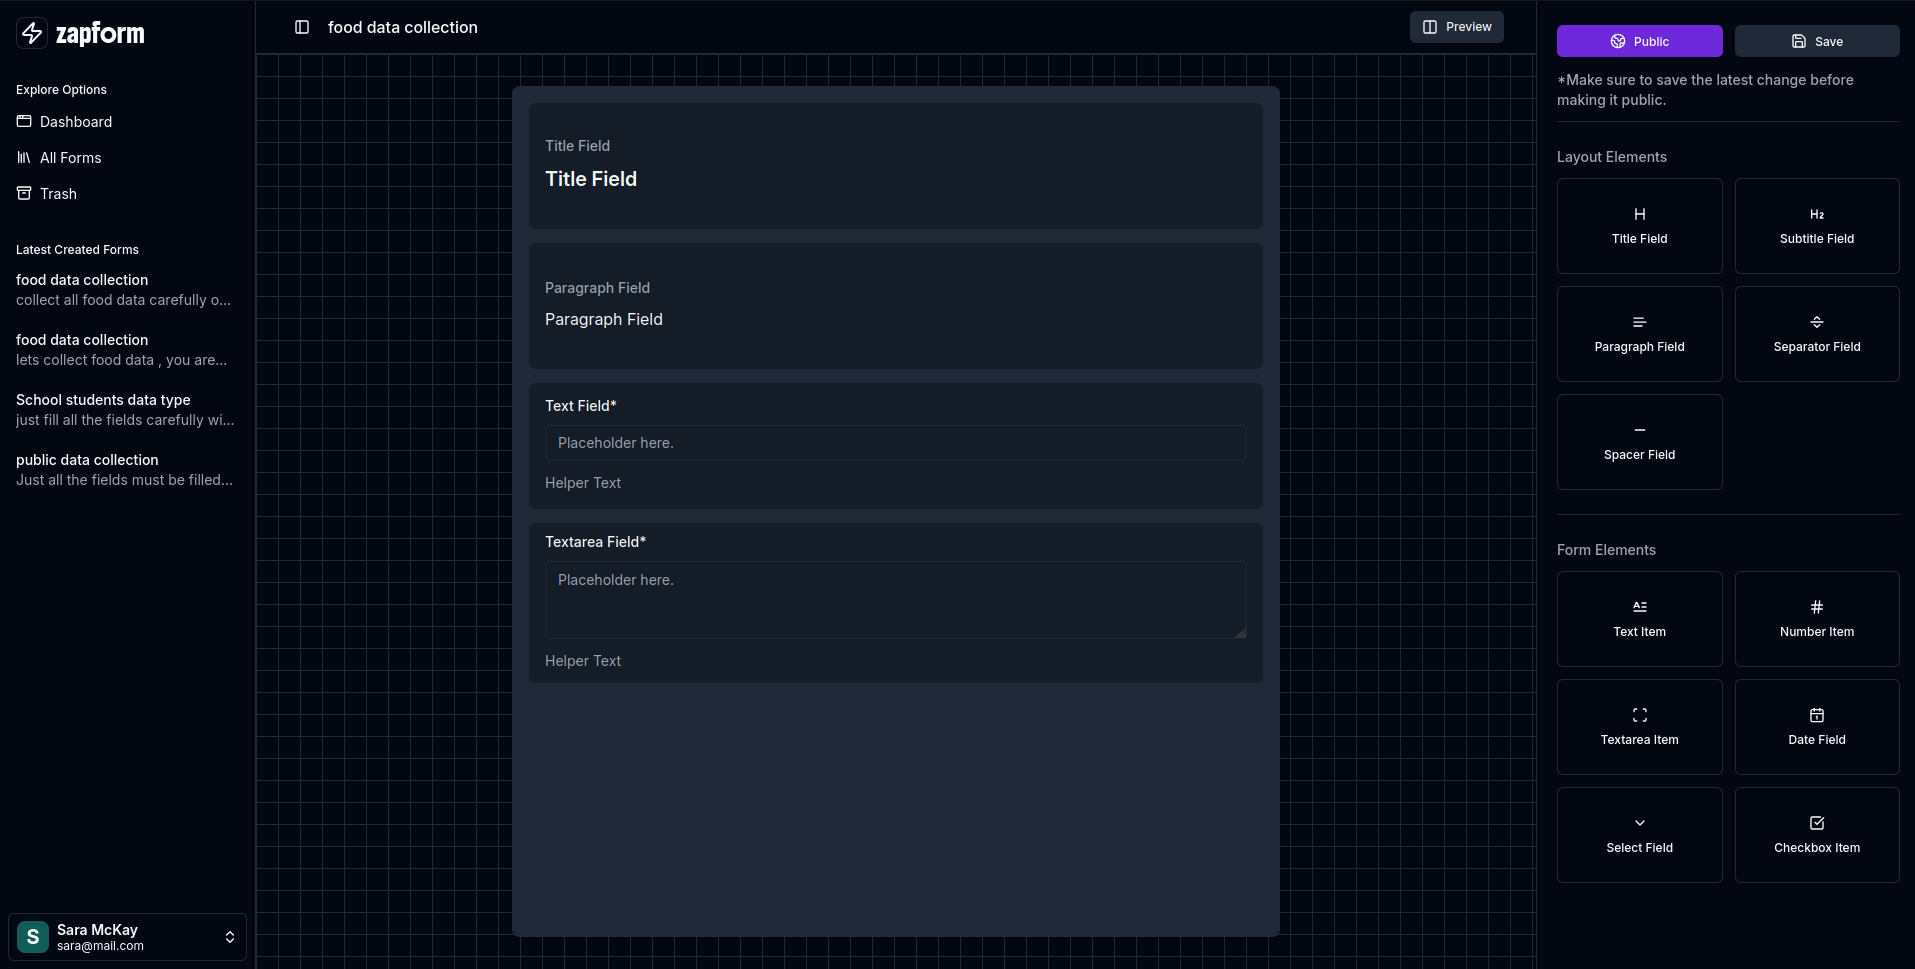 zapform
Explore Options
Dashboard
All Forms
Trash
Latest Created Forms
food data collection
collect all food data carefully o...
food data collection
lets collect food data , you are...
School students data type
just fill all the fields carefully wi...
public data collection
Just all the fields must be filled...
S
Sara McKay
sara@mail.com
food data collection
Preview
Title Field
Title Field
Paragraph Field
Paragraph Field
Text Field*
Placeholder here.
Helper Text
Textarea Field*
Placeholder here.
Helper Text
Public
Save
*Make sure to save the latest change before
making it public.
Layout Elements
Title Field
Subtitle Field
Paragraph Field
Separator Field
Spacer Field
Form Elements
Text Item
Number Item
Textarea Item
Date Field
Select Field
Checkbox Item